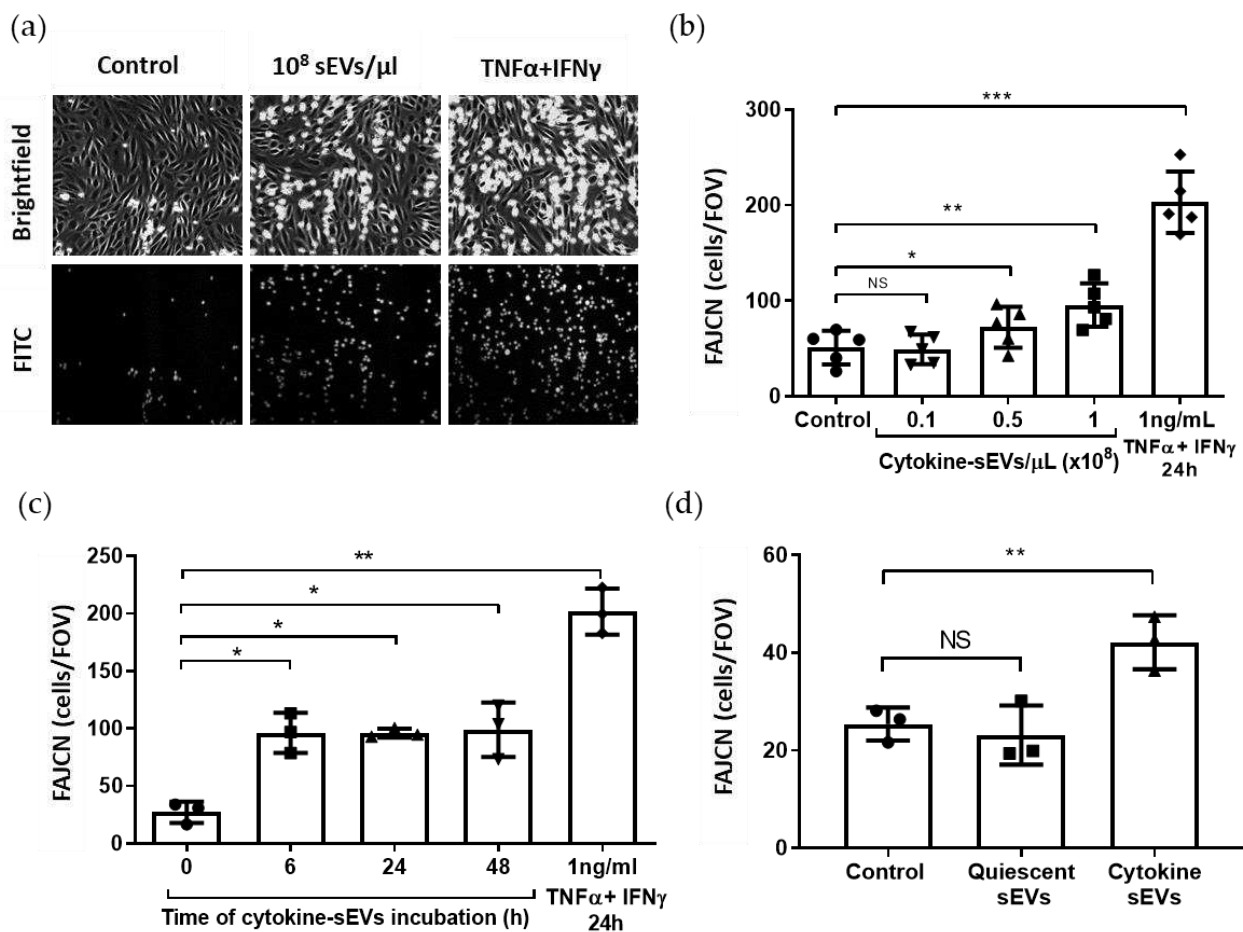 (a)
Control
10⁸ sEVs/μl
TNFα+IFNγ
Brightfield
FITC
(b)
FAJCN (cells/FOV)
300
200
100
0
***
**
*
NS
Control
0.1
0.5
1
1ng/mL
TNFα + IFNγ
24h
Cytokine-sEVs/μL (x10⁸)
(c)
FAJCN (cells/FOV)
250
200
150
100
50
0
**
*
*
*
0
6
24
48
1ng/ml
TNFα + IFNγ
24h
Time of cytokine-sEVs incubation (h)
(d)
FAJCN (cells/FOV)
60
40
20
0
**
NS
Control
Quiescent
sEVs
Cytokine
sEVs